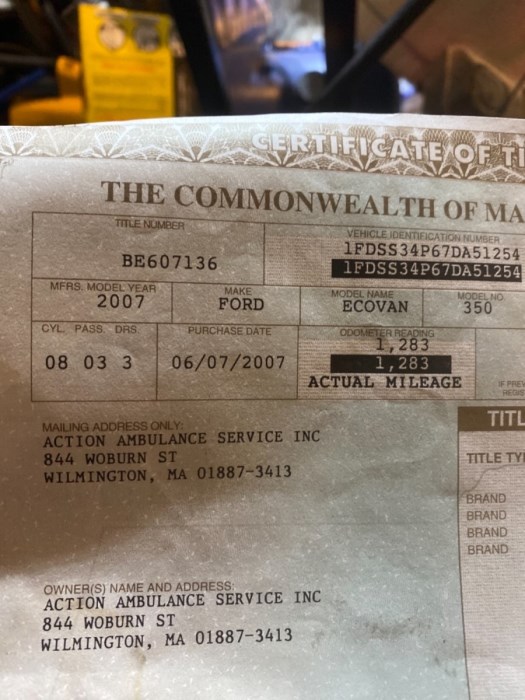 CERTIFICATE OF TI
THE COMMONWEALTH OF MA
TITLE NUMBER
BE607136
VEHICLE IDENTIFICATION NUMBER
1FDSS34P67DA51254
1FDSS34P67DA51254
MFRS. MODEL YEAR
2007
MAKE
FORD
MODEL NAME
ECOVAN
MODEL NO.
350
CYL. PASS. DRS
08 03 3
PURCHASE DATE
06/07/2007
ODOMETER READING
1,283
1,283
ACTUAL MILEAGE
IF PREV
REGIS
MAILING ADDRESS ONLY:
ACTION AMBULANCE SERVICE INC
844 WOBURN ST
WILMINGTON, MA 01887-3413
TITL
TITLE TY
BRAND
BRAND
BRAND
BRAND
OWNER(S) NAME AND ADDRESS:
ACTION AMBULANCE SERVICE INC
844 WOBURN ST
WILMINGTON, MA 01887-3413